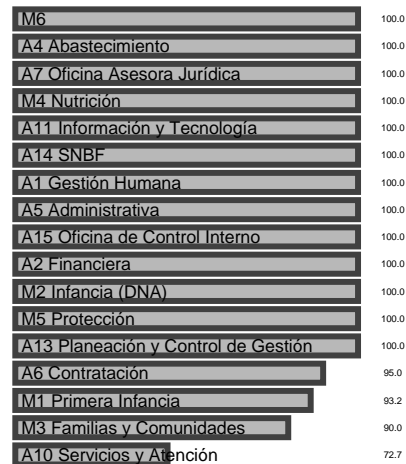 M6 100.0
A4 Abastecimiento 100.0
A7 Oficina Asesora Jurídica 100.0
M4 Nutrición 100.0
A11 Información y Tecnología 100.0
A14 SNBF 100.0
A1 Gestión Humana 100.0
A5 Administrativa 100.0
A15 Oficina de Control Interno 100.0
A2 Financiera 100.0
M2 Infancia (DNA) 100.0
M5 Protección 100.0
A13 Planeación y Control de Gestión 100.0
A6 Contratación 95.0
M1 Primera Infancia 93.2
M3 Familias y Comunidades 90.0
A10 Servicios y Atención 72.7